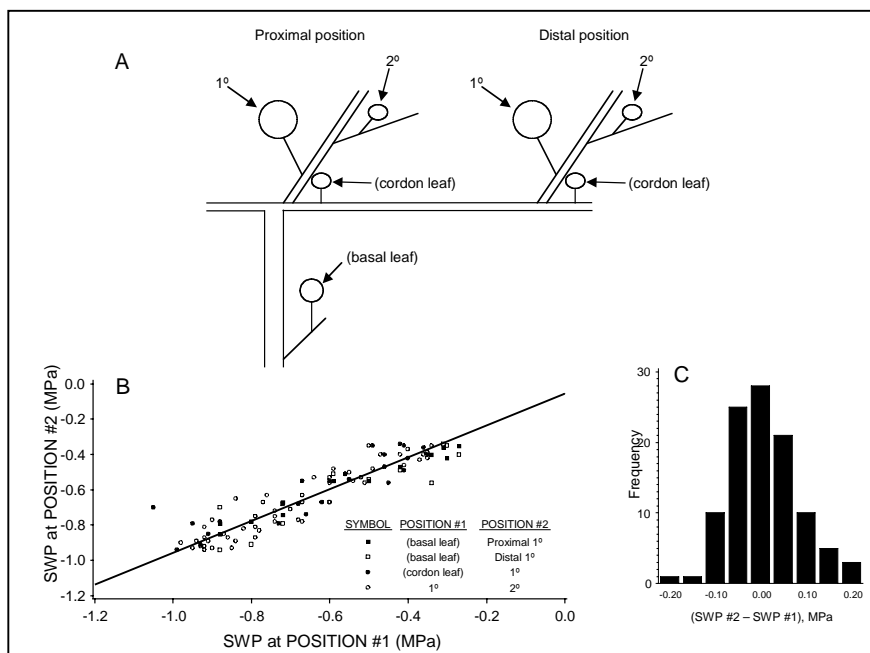 Proximal position
Distal position
A
1º
2º
1º
2º
(cordon leaf)
(cordon leaf)
(basal leaf)
B
SWP at POSITION #2 (MPa)
0.0
-0.2
-0.4
-0.6
-0.8
-1.0
-1.2
-1.2
-1.0
-0.8
-0.6
-0.4
-0.2
0.0
SWP at POSITION #1 (MPa)
SYMBOL POSITION #1 POSITION #2
(basal leaf) Proximal 1º
(basal leaf) Distal 1º
(cordon leaf) 1º
1º 2º
C
Frequency
30
20
10
0
-0.20
-0.10
0.00
0.10
0.20
(SWP #2 – SWP #1), MPa